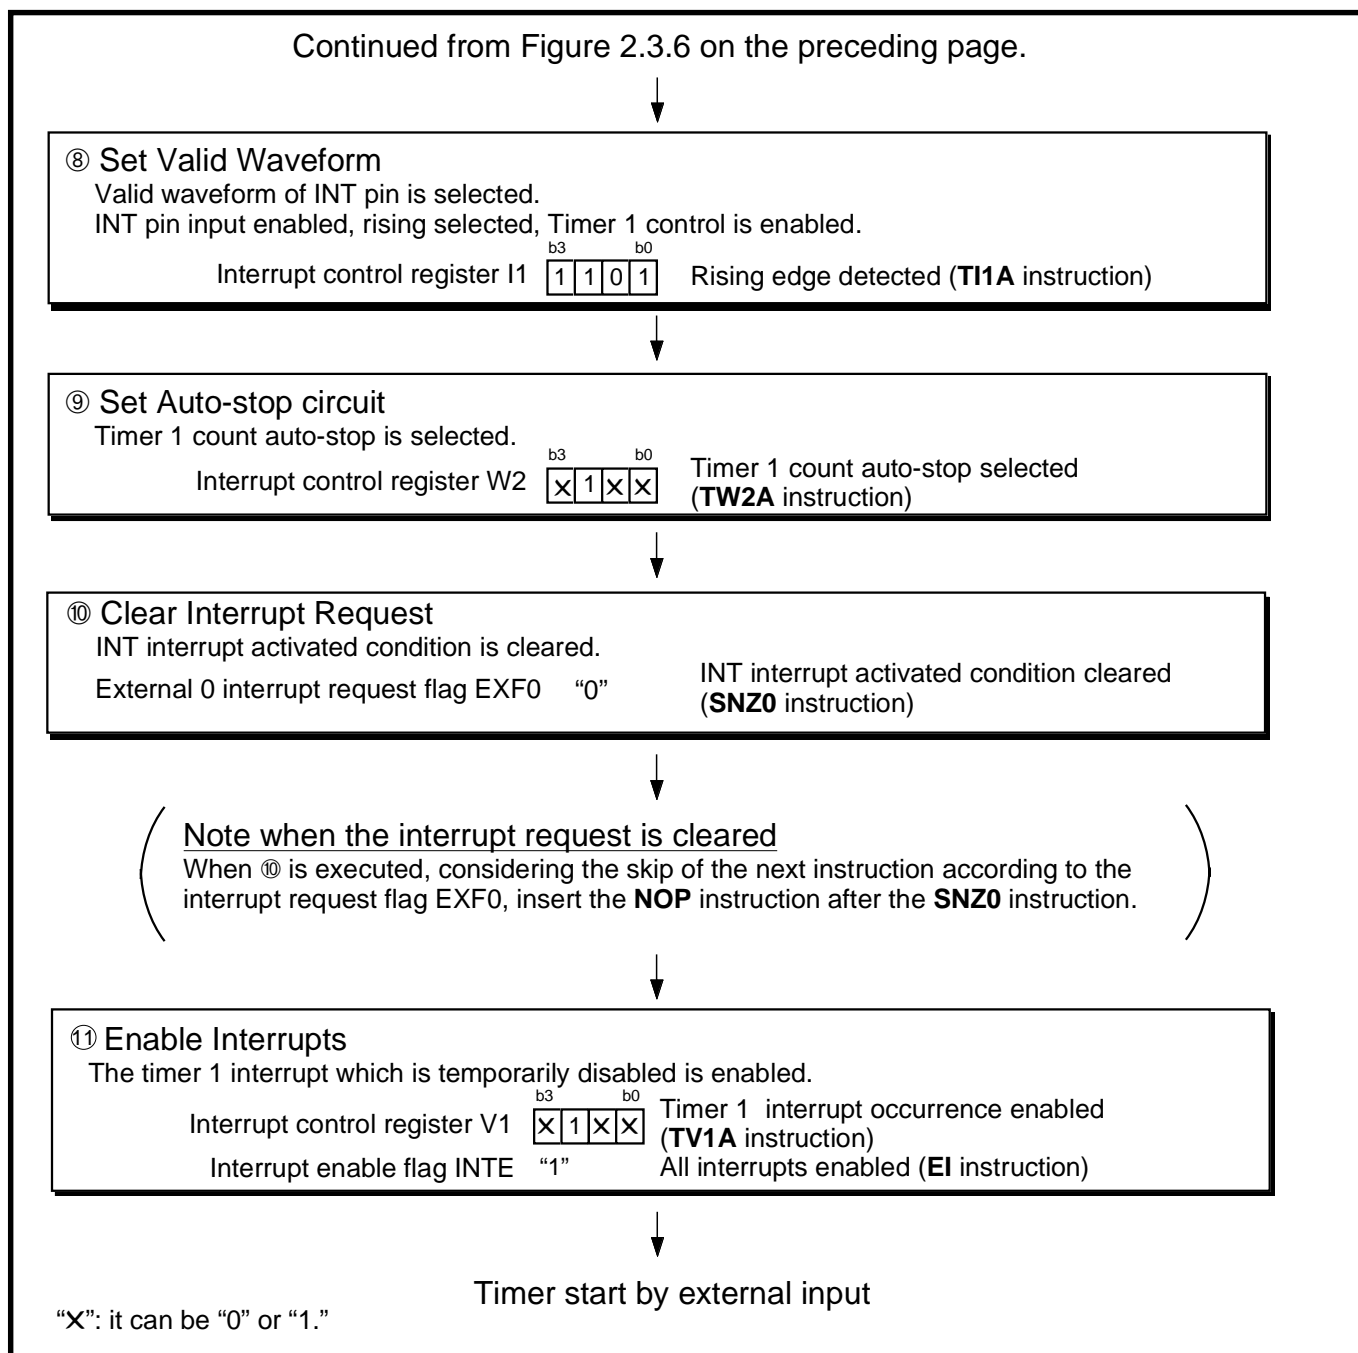 Continued from Figure 2.3.6 on the preceding page.
⑧ Set Valid Waveform
Valid waveform of INT pin is selected.
INT pin input enabled, rising selected, Timer 1 control is enabled.
b3 b0
Interrupt control register I1 1 1 0 1 Rising edge detected (TI1A instruction)
⑨ Set Auto-stop circuit
Timer 1 count auto-stop is selected.
b3 b0
Interrupt control register W2 X 1 X X Timer 1 count auto-stop selected
(TW2A instruction)
⑩ Clear Interrupt Request
INT interrupt activated condition is cleared.
External 0 interrupt request flag EXF0 “0” INT interrupt activated condition cleared
(SNZ0 instruction)
Note when the interrupt request is cleared
When ⑩ is executed, considering the skip of the next instruction according to the
interrupt request flag EXF0, insert the NOP instruction after the SNZ0 instruction.
⑪ Enable Interrupts
The timer 1 interrupt which is temporarily disabled is enabled.
b3 b0
Interrupt control register V1 X 1 X X Timer 1 interrupt occurrence enabled
(TV1A instruction)
Interrupt enable flag INTE “1” All interrupts enabled (EI instruction)
Timer start by external input
“X”: it can be “0” or “1.”